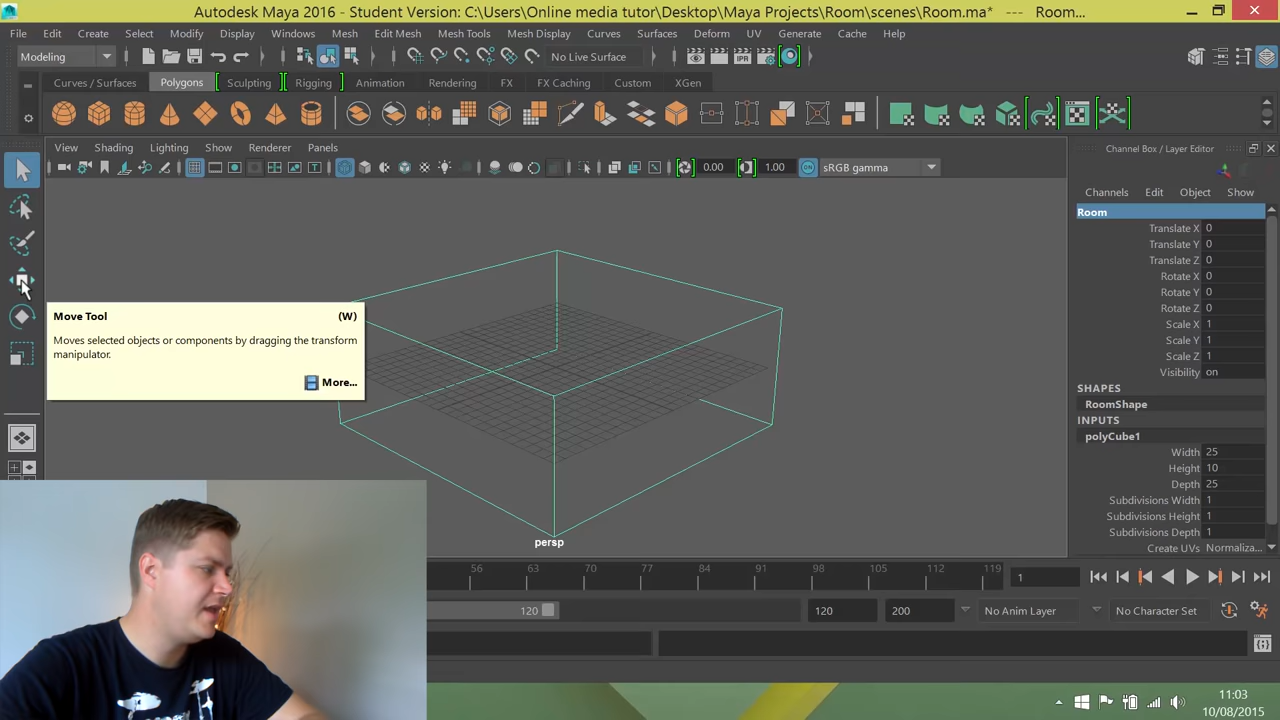 Autodesk Maya 2016 - Student Version: C:\Users\Online media tutor\Desktop\Maya Projects\Room\scenes\Room.ma* --- Room...
File Edit Create Select Modify Display Windows Mesh Edit Mesh Mesh Tools Mesh Display Curves Surfaces Deform UV Generate Cache Help
Modeling No Live Surface IPR
Curves / Surfaces Polygons Sculpting Rigging Animation Rendering FX FX Caching Custom XGen
View Shading Lighting Show Renderer Panels
0.00 1.00 ON sRGB gamma
Channel Box / Layer Editor
Channels Edit Object Show
Room
Translate X 0
Translate Y 0
Translate Z 0
Rotate X 0
Rotate Y 0
Rotate Z 0
Scale X 1
Scale Y 1
Scale Z 1
Visibility on
SHAPES
RoomShape
INPUTS
polyCube1
Width 25
Height 10
Depth 25
Subdivisions Width 1
Subdivisions Height 1
Subdivisions Depth 1
Create UVs Normaliza...
Move Tool (W)
Moves selected objects or components by dragging the transform
manipulator.
More...
persp
56 63 70 77 84 91 98 105 112 119 1
120 120 200 No Anim Layer No Character Set
11:03
10/08/2015